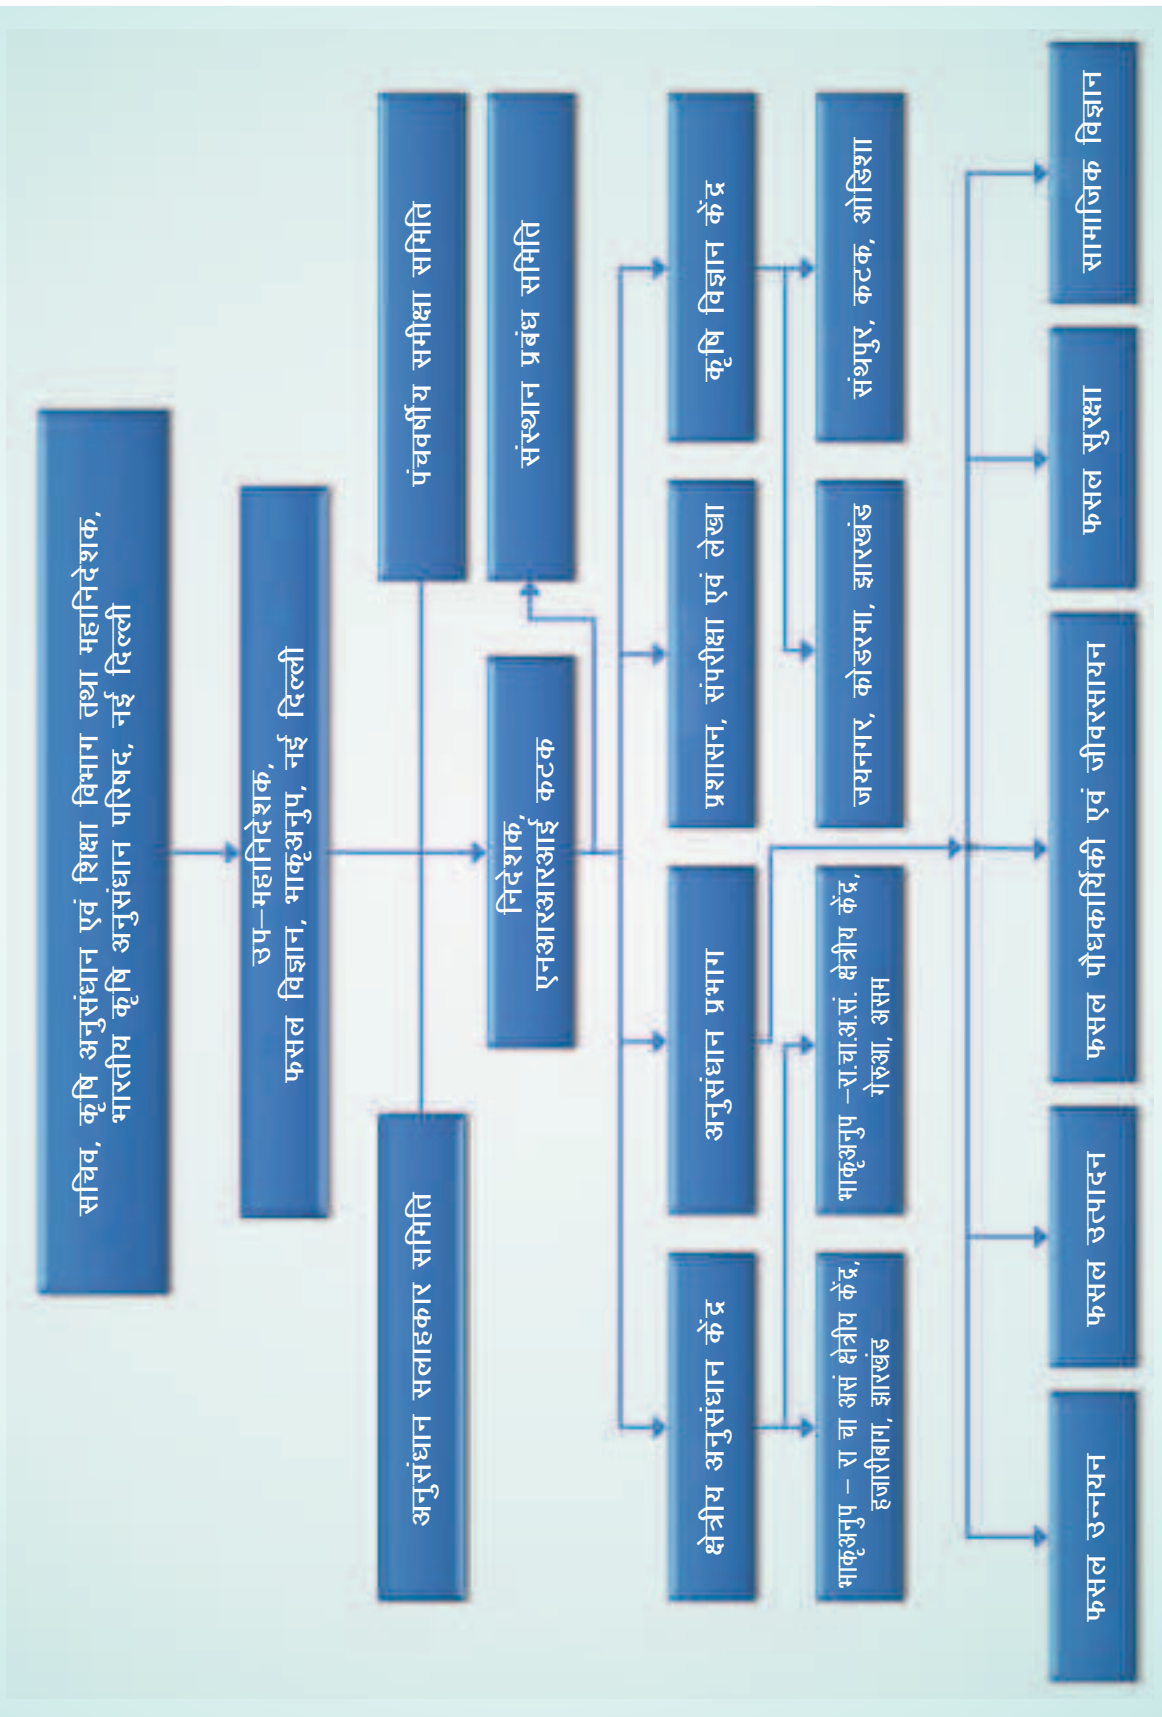 सचिव, कृषि अनुसंधान एवं शिक्षा विभाग तथा महानिदेशक,
भारतीय कृषि अनुसंधान परिषद, नई दिल्ली
उप–महानिदेशक,
फसल विज्ञान, भाकृअनुप, नई दिल्ली
अनुसंधान सलाहकार समिति
पंचवर्षीय समीक्षा समिति
निदेशक,
एनआरआरआई कटक
संस्थान प्रबंध समिति
क्षेत्रीय अनुसंधान केंद्र
अनुसंधान प्रभाग
प्रशासन, संपरीक्षा एवं लेखा
कृषि विज्ञान केंद्र
भाकृअनुप – रा चा असं क्षेत्रीय केंद्र,
हजारीबाग, झारखंड
भाकृअनुप –रा.चा.अ.सं. क्षेत्रीय केंद्र,
गेरुआ, असम
जयनगर, कोडरमा, झारखंड
संथपुर, कटक, ओडिशा
फसल उन्नयन
फसल उत्पादन
फसल पौधकार्यिकी एवं जीवरसायन
फसल सुरक्षा
सामाजिक विज्ञान